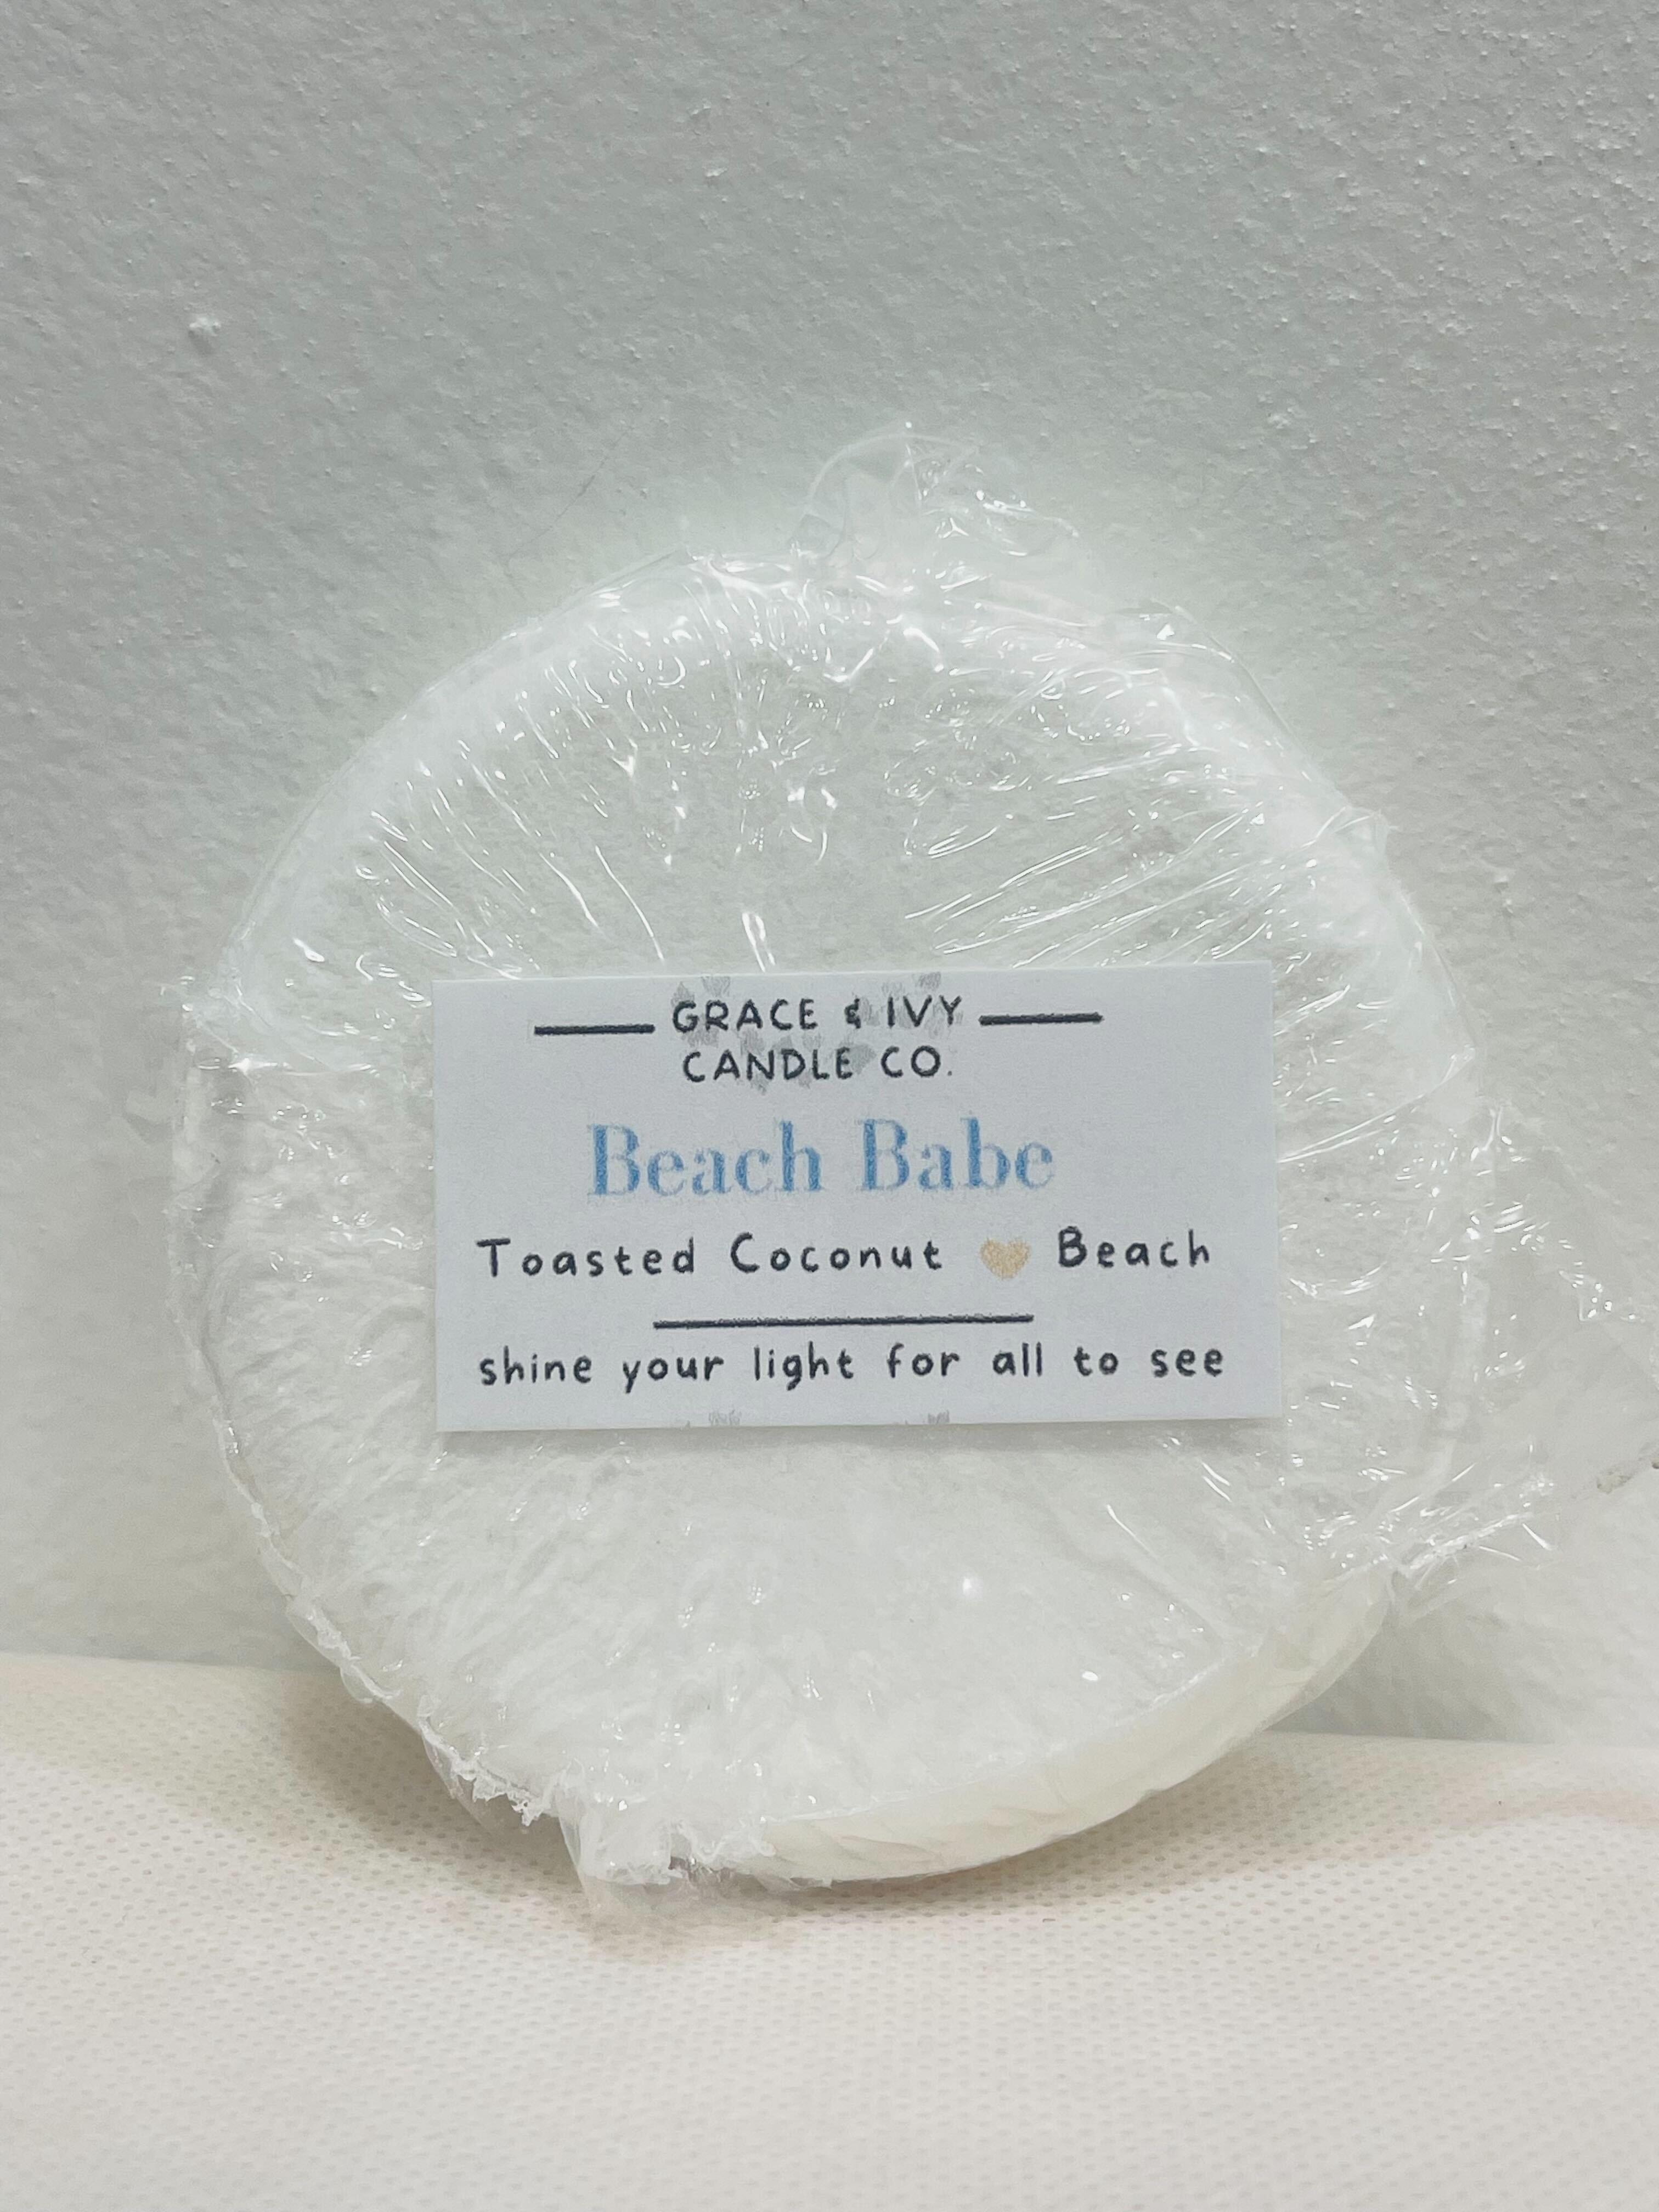 GRACE & IVY
CANDLE CO.
Beach Babe
Toasted Coconut 🤎 Beach
shine your light for all to see